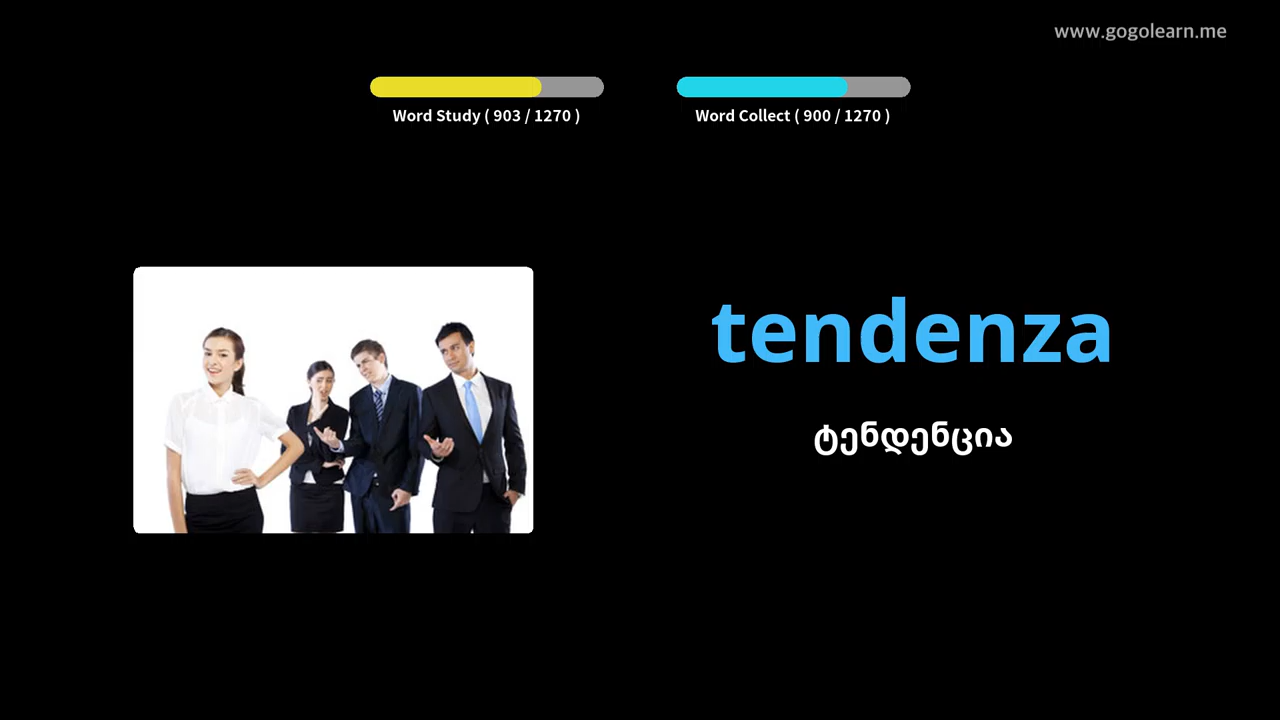 www.gogolearn.me
Word Study ( 903 / 1270 )
Word Collect ( 900 / 1270 )
tendenza
ტენდენცია